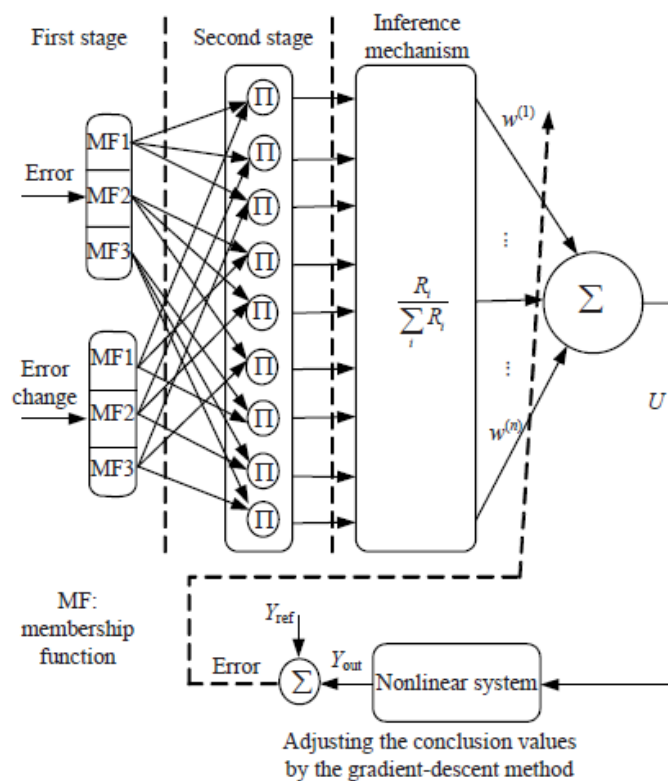 First stage
Second stage
Inference
mechanism
MF1
MF2
MF3
Error
MF1
MF2
MF3
Error
change
Π
Π
Π
Π
Π
Π
Π
Π
Π
R_i
∑_i R_i
w^(1)
⋮
⋮
w^(n)
Σ
U
MF:
membership
function
Y_ref
Error
Σ
Y_out
Nonlinear system
Adjusting the conclusion values
by the gradient-descent method